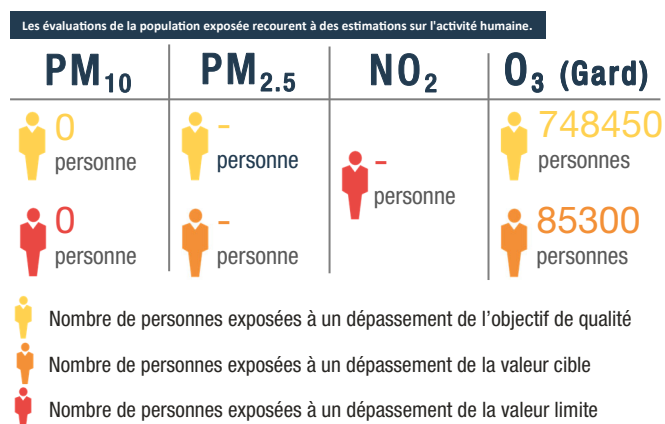 Les évaluations de la population exposée recourent à des estimations sur l'activité humaine.
PM10 PM2.5 NO2 O3 (Gard)
0 - 748450
personne personne personnes
- personne
0 - 85300
personne personne personnes
Nombre de personnes exposées à un dépassement de l'objectif de qualité
Nombre de personnes exposées à un dépassement de la valeur cible
Nombre de personnes exposées à un dépassement de la valeur limite